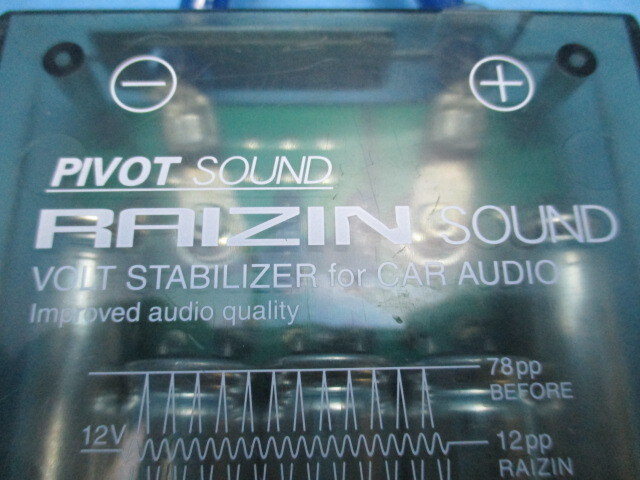 − +
PIVOT SOUND
RAIZIN SOUND
VOLT STABILIZER for CAR AUDIO
Improved audio quality
78pp
BEFORE
12V
12pp
RAIZIN